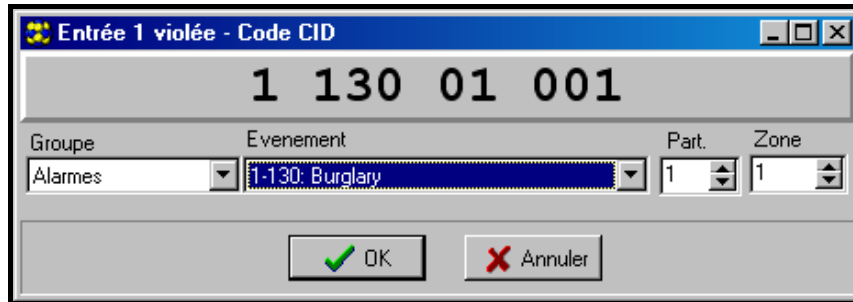 Entrée 1 violée - Code CID
1 130 01 001
Groupe Evenement Part. Zone
Alarmes 1-130: Burglary 1 1
OK Annuler